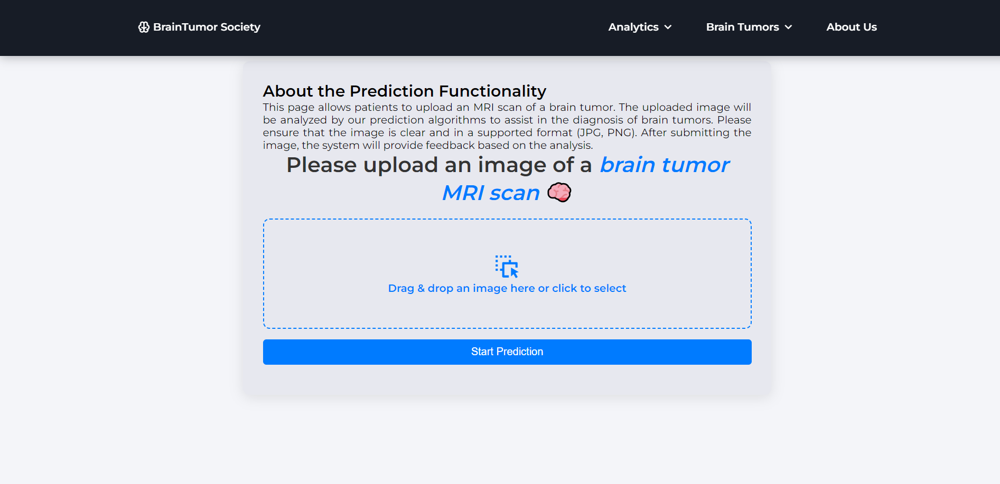 BrainTumor Society
Analytics
Brain Tumors
About Us
About the Prediction Functionality
This page allows patients to upload an MRI scan of a brain tumor. The uploaded image will
be analyzed by our prediction algorithms to assist in the diagnosis of brain tumors. Please
ensure that the image is clear and in a supported format (JPG, PNG). After submitting the
image, the system will provide feedback based on the analysis.
Please upload an image of a brain tumor
MRI scan 🧠
Drag & drop an image here or click to select
Start Prediction